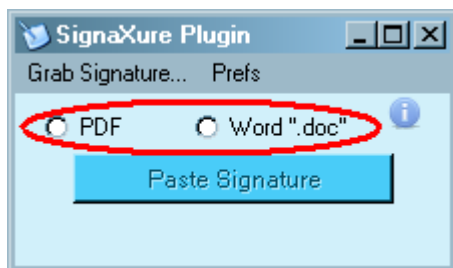 SignaXure Plugin
Grab Signature... Prefs
PDF Word ".doc"
Paste Signature